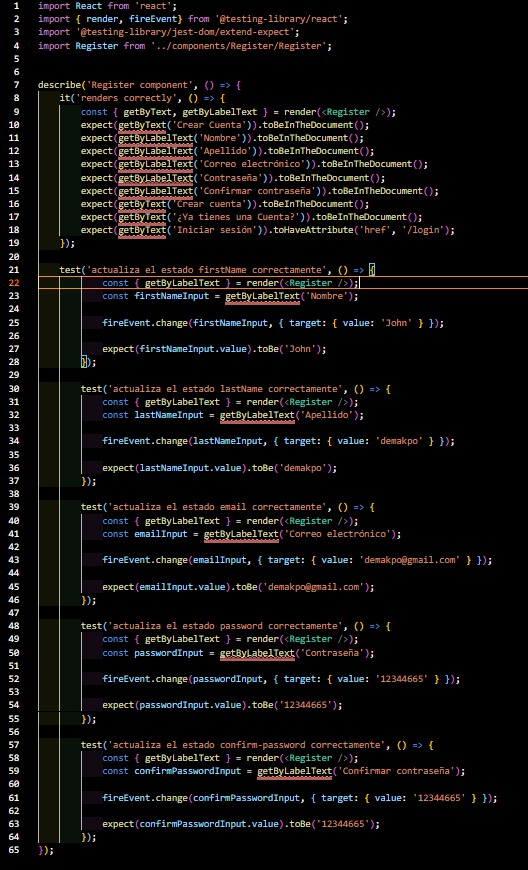 1 import React from 'react';
2 import { render, fireEvent} from '@testing-library/react';
3 import '@testing-library/jest-dom/extend-expect';
4 import Register from '../components/Register/Register';
5
6
7 describe('Register component', () => {
8 it('renders correctly', () => {
9 const { getByText, getByLabelText } = render(<Register />);
10 expect(getByText('Crear Cuenta')).toBeInTheDocument();
11 expect(getByLabelText('Nombre')).toBeInTheDocument();
12 expect(getByLabelText('Apellido')).toBeInTheDocument();
13 expect(getByLabelText('Correo electrónico')).toBeInTheDocument();
14 expect(getByLabelText('Contraseña')).toBeInTheDocument();
15 expect(getByLabelText('Confirmar contraseña')).toBeInTheDocument();
16 expect(getByText('Crear cuenta')).toBeInTheDocument();
17 expect(getByText('¿Ya tienes una Cuenta?')).toBeInTheDocument();
18 expect(getByText('Iniciar sesión')).toHaveAttribute('href', '/login');
19 });
20
21 test('actualiza el estado firstName correctamente', () => {
22 const { getByLabelText } = render(<Register />);
23 const firstNameInput = getByLabelText('Nombre');
24
25 fireEvent.change(firstNameInput, { target: { value: 'John' } });
26
27 expect(firstNameInput.value).toBe('John');
28 });
29
30 test('actualiza el estado lastName correctamente', () => {
31 const { getByLabelText } = render(<Register />);
32 const lastNameInput = getByLabelText('Apellido');
33
34 fireEvent.change(lastNameInput, { target: { value: 'demakpo' } });
35
36 expect(lastNameInput.value).toBe('demakpo');
37 });
38
39 test('actualiza el estado email correctamente', () => {
40 const { getByLabelText } = render(<Register />);
41 const emailInput = getByLabelText('Correo electrónico');
42
43 fireEvent.change(emailInput, { target: { value: 'demakpo@gmail.com' } });
44
45 expect(emailInput.value).toBe('demakpo@gmail.com');
46 });
47
48 test('actualiza el estado password correctamente', () => {
49 const { getByLabelText } = render(<Register />);
50 const passwordInput = getByLabelText('Contraseña');
51
52 fireEvent.change(passwordInput, { target: { value: '12344665' } });
53
54 expect(passwordInput.value).toBe('12344665');
55 });
56
57 test('actualiza el estado confirm-password correctamente', () => {
58 const { getByLabelText } = render(<Register />);
59 const confirmPasswordInput = getByLabelText('Confirmar contraseña');
60
61 fireEvent.change(confirmPasswordInput, { target: { value: '12344665' } });
62
63 expect(confirmPasswordInput.value).toBe('12344665');
64 });
65 });